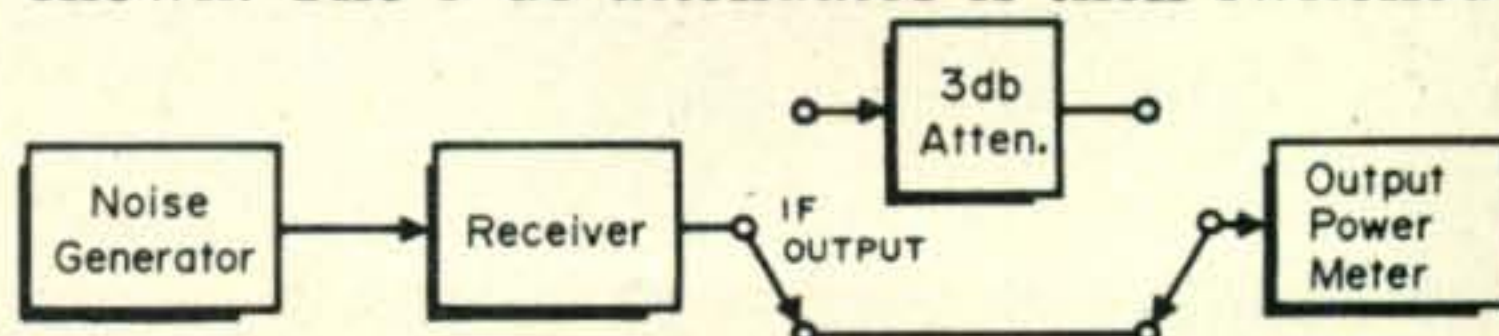 3db
Atten.
Noise
Generator
Receiver
IF
OUTPUT
Output
Power
Meter